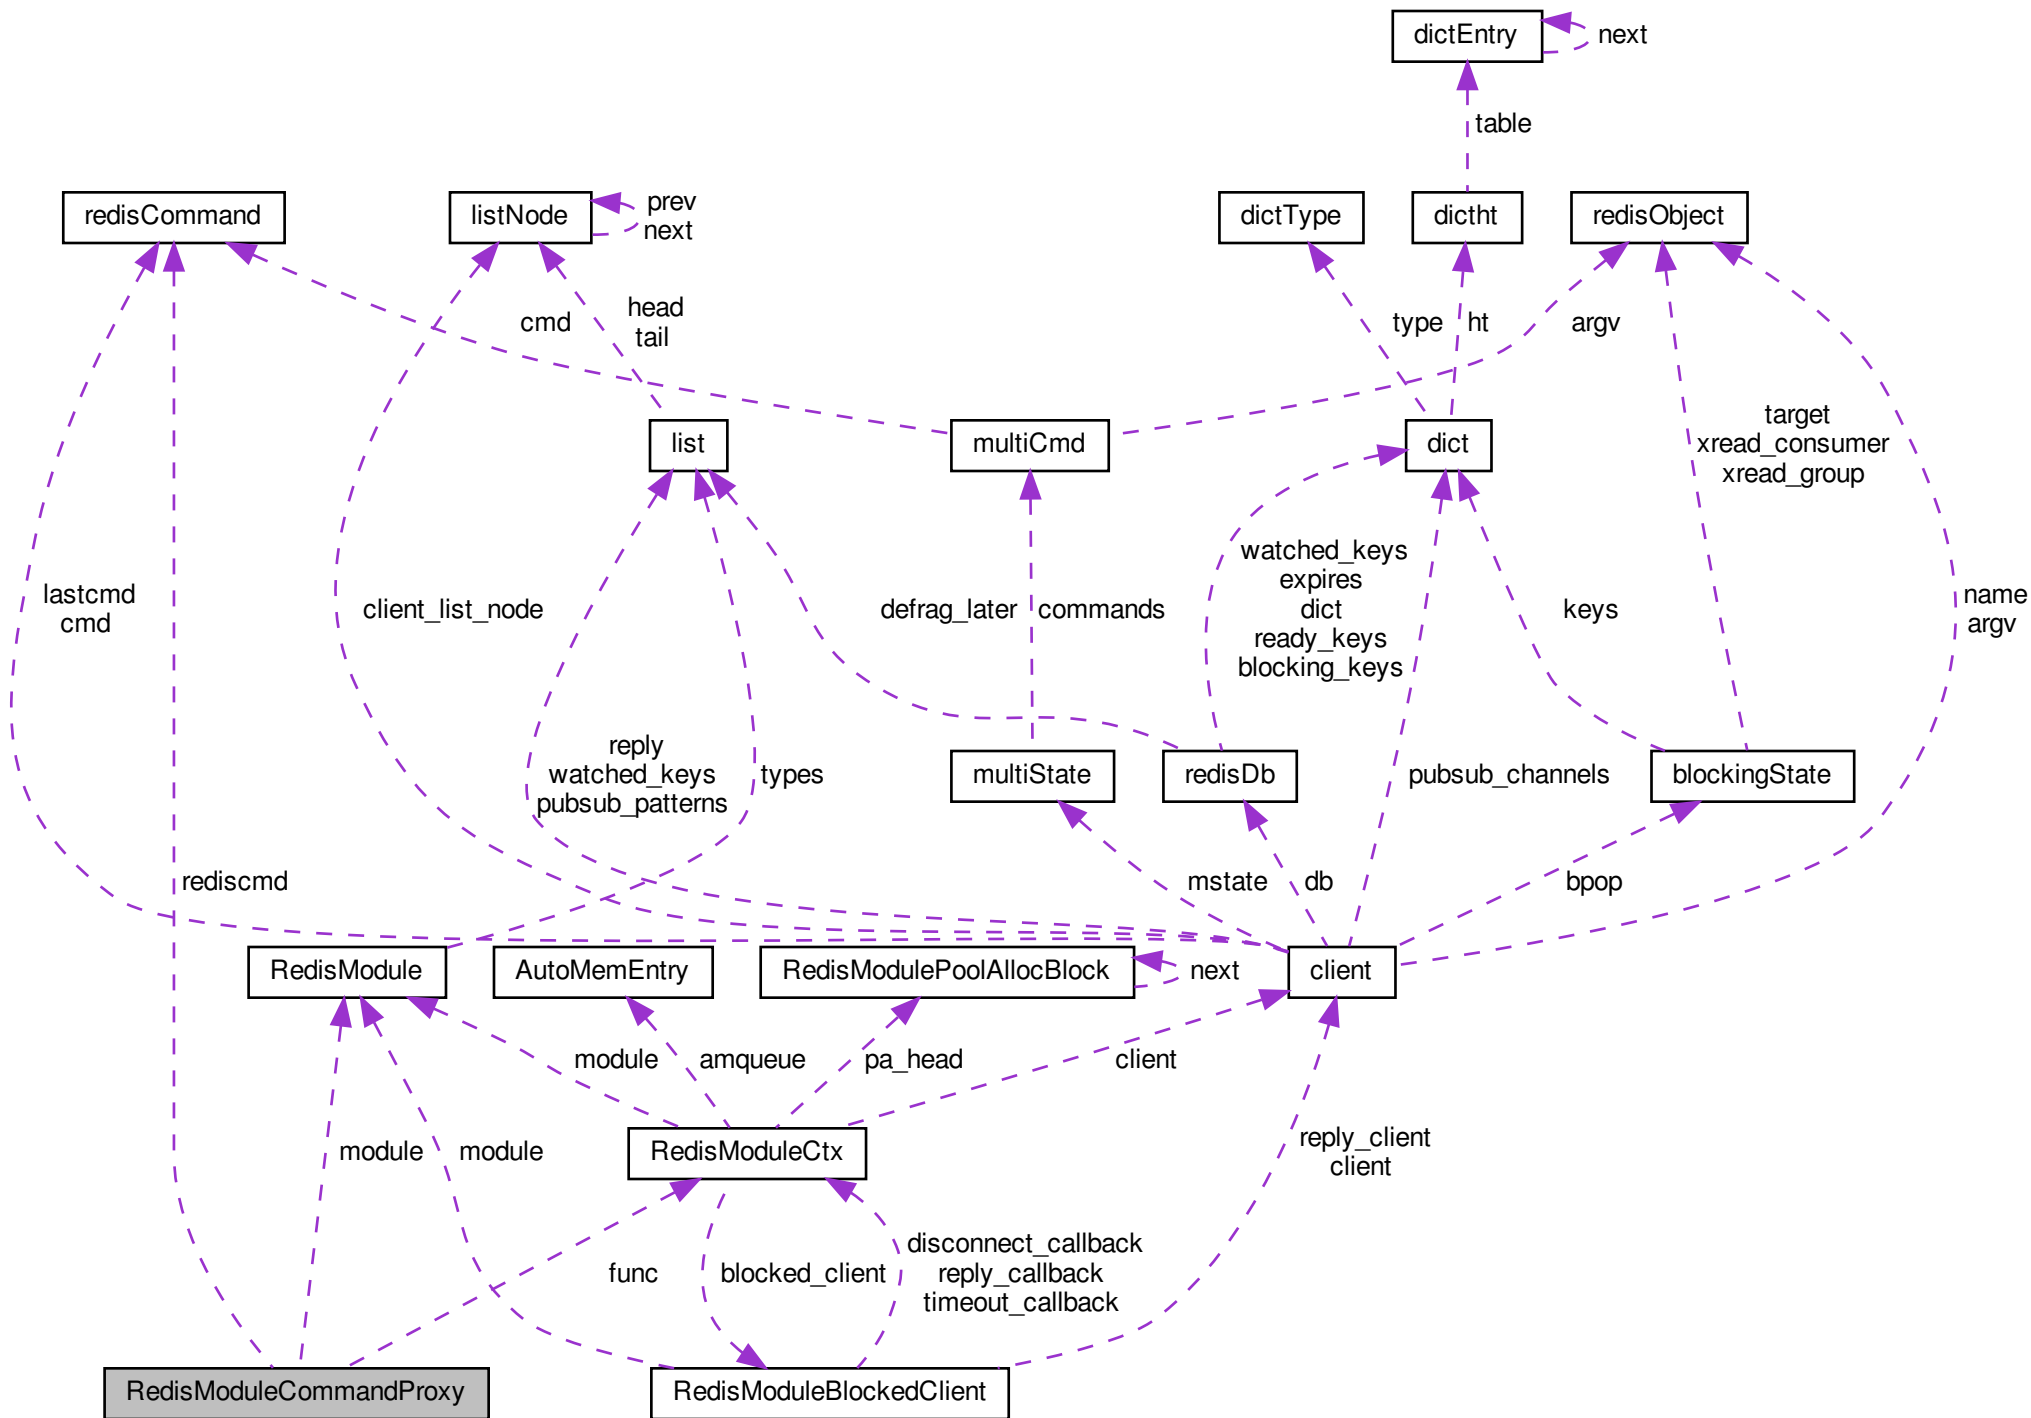 dictEntry
next
table
redisCommand
listNode
prev
next
dictType
dictht
redisObject
cmd
head
tail
type
ht
argv
list
multiCmd
dict
target
xread_consumer
xread_group
lastcmd
cmd
client_list_node
defrag_later
commands
watched_keys
expires
dict
ready_keys
blocking_keys
keys
name
argv
reply
watched_keys
pubsub_patterns
types
multiState
redisDb
pubsub_channels
blockingState
rediscmd
mstate
db
bpop
RedisModule
AutoMemEntry
RedisModulePoolAllocBlock
next
client
module
amqueue
pa_head
client
module
module
RedisModuleCtx
reply_client
client
func
blocked_client
disconnect_callback
reply_callback
timeout_callback
RedisModuleCommandProxy
RedisModuleBlockedClient